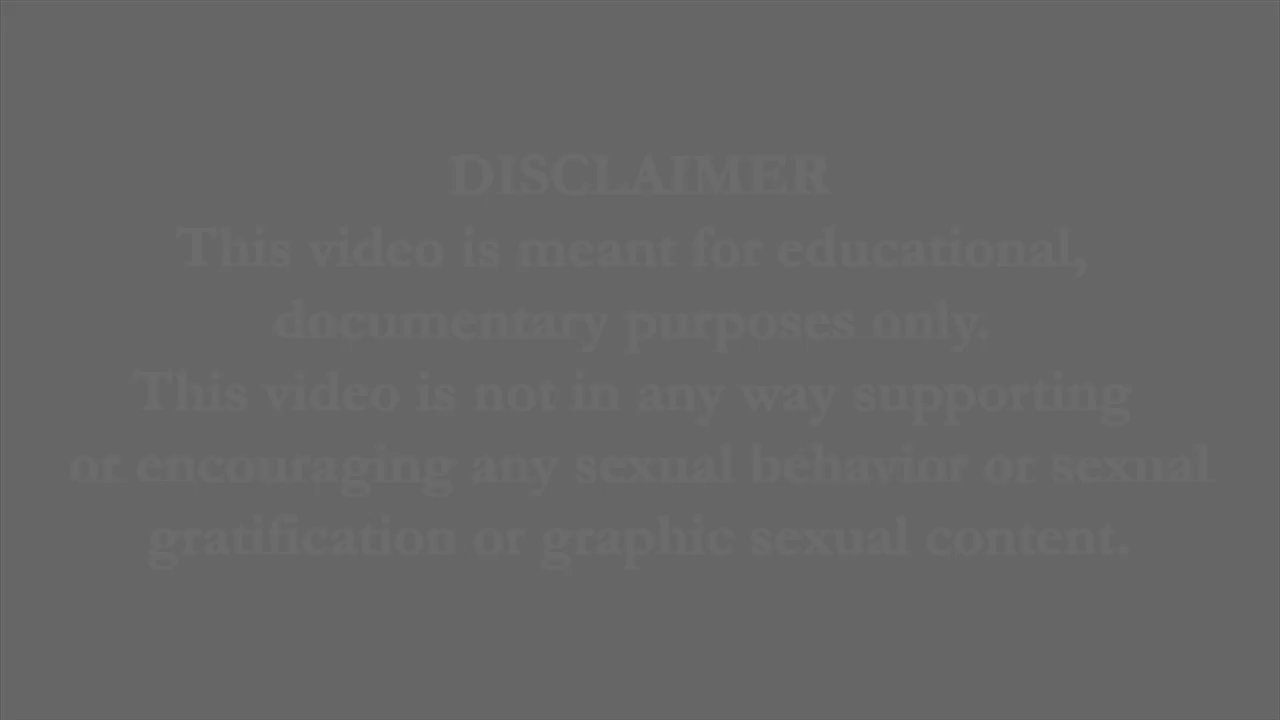 DISCLAIMER
This video is meant for educational,
documentary purposes only.
This video is not in any way supporting
or encouraging any sexual behavior or sexual
gratification or graphic sexual content.